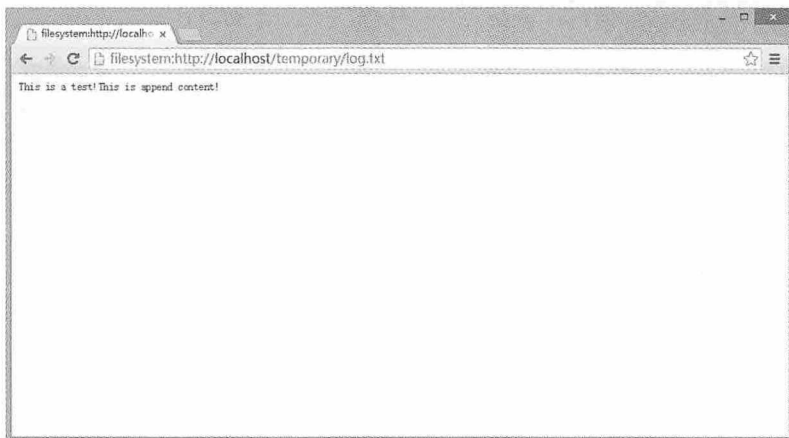 filesystem:http://localho
filesystem:http://localhost/temporary/log.txt
This is a test!This is append content!